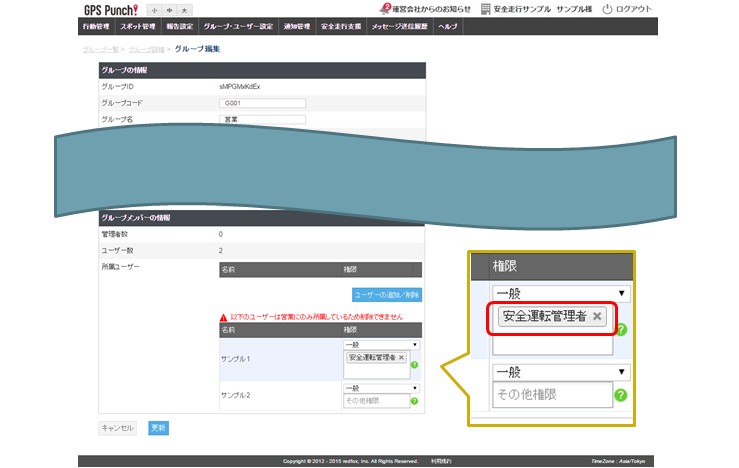 GPS Punch! 小 中 大 2 運営会社からのお知らせ 安全走行サンプル サンプル様 ログアウト
行動管理 スポット管理 報告設定 グループ・ユーザー設定 通知管理 安全走行支援 メッセージ送信履歴 ヘルプ
グループ一覧 > グループ詳細 > グループ編集
グループの情報
グループID sMPGMxKdEx
グループコード G001
グループ名 営業
グループメンバーの情報
管理者数 0
ユーザー数 2
所属ユーザー 名前 権限
ユーザーの追加/削除
以下のユーザーは営業にのみ所属しているため削除できません
名前 権限
サンプル1 一般
安全運転管理者 ×
?
サンプル2 一般
その他権限 ?
キャンセル 更新
権限
一般
安全運転管理者 ×
?
一般
その他権限 ?
Copyright © 2012 - 2015 redfox, Inc. All Rights Reserved. 利用規約 TimeZone : Asia/Tokyo